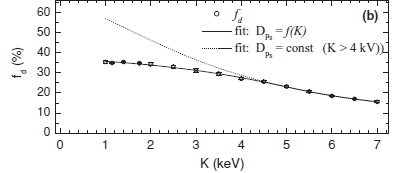 (b)
f_d
fit: D_Ps = f(K)
fit: D_Ps = const (K > 4 kV)
f_d (%)
60
50
40
30
20
10
0
0 1 2 3 4 5 6 7
K (keV)